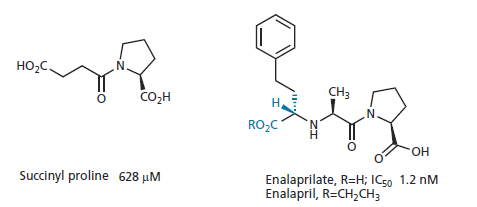 HO₂C
N
O
CO₂H
Succinyl proline 628 μM
H
RO₂C
N
H
CH₃
O
N
O
OH
Enalaprilate, R=H; IC₅₀ 1.2 nM
Enalapril, R=CH₂CH₃